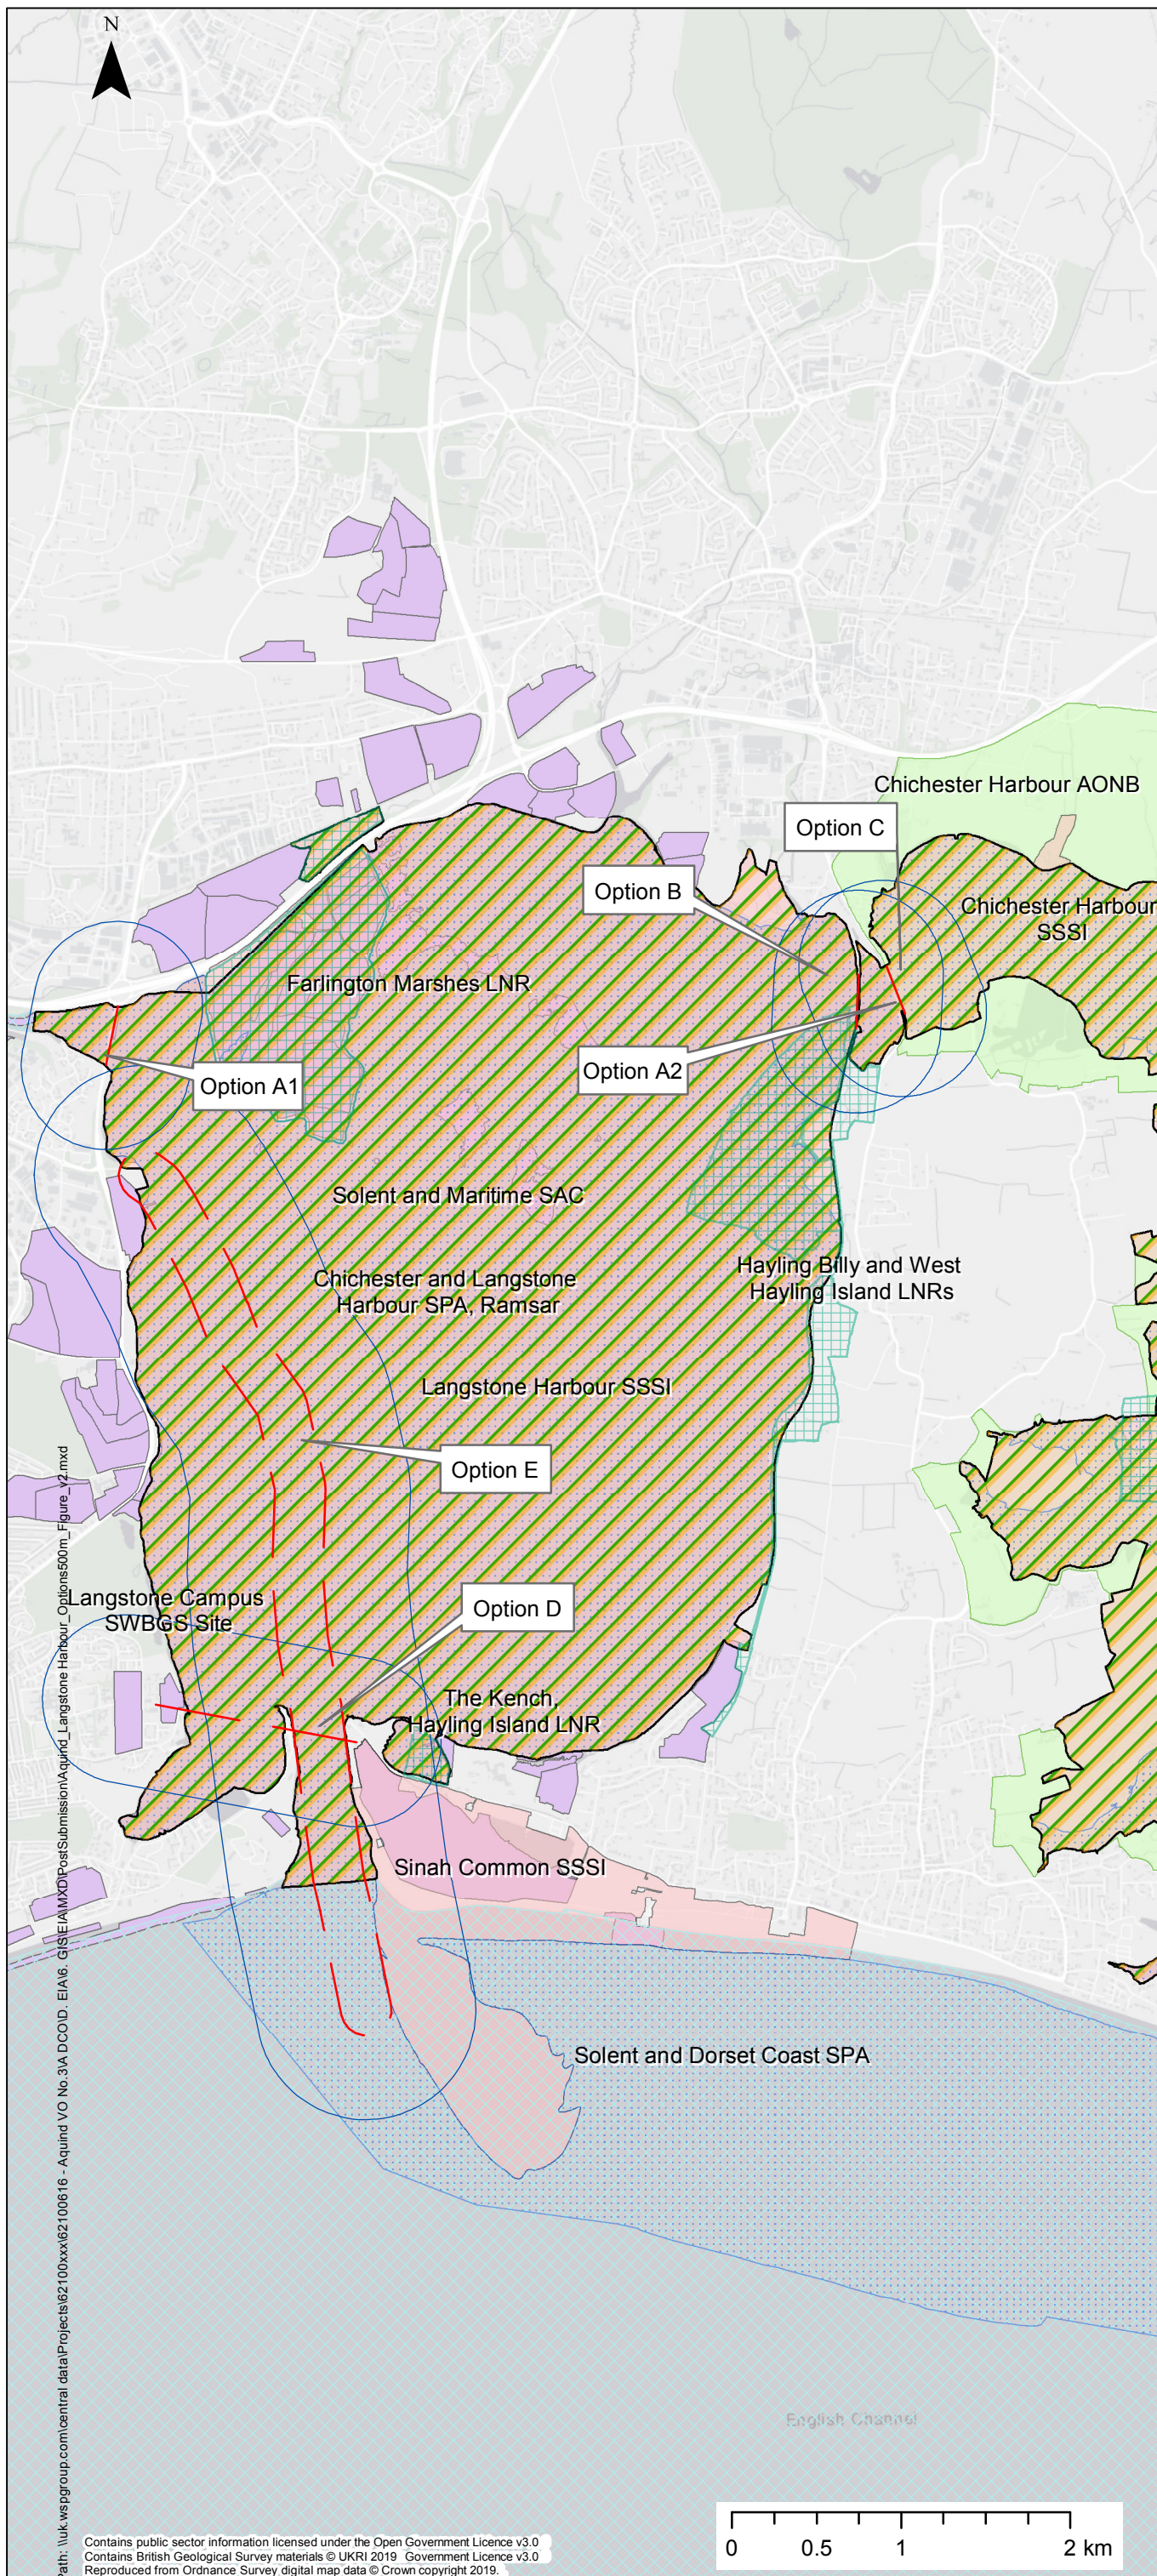 N
Chichester Harbour AONB
Option C
Option B
Chichester Harbour
SSSI
Farlington Marshes LNR
Option A2
Option A1
Solent and Maritime SAC
Hayling Billy and West
Hayling Island LNRs
Chichester and Langstone
Harbour SPA, Ramsar
Langstone Harbour SSSI
Option E
Langstone Campus
SWBGS Site
Option D
The Kench,
Hayling Island LNR
Sinah Common SSSI
Solent and Dorset Coast SPA
English Channel
Path: \\uk.wspgroup.com\central data\Projects\62100xxx\62100616 - Aquind VO No.3\A DCO\D. EIA\6. GIS\EIA\MXD\PostSubmission\Aquind_Langstone Harbour_Options500m_Figure_v2.mxd
Contains public sector information licensed under the Open Government Licence v3.0
Contains British Geological Survey materials © UKRI 2019 Government Licence v3.0
Reproduced from Ordnance Survey digital map data © Crown copyright 2019.
0 0.5 1 2 km